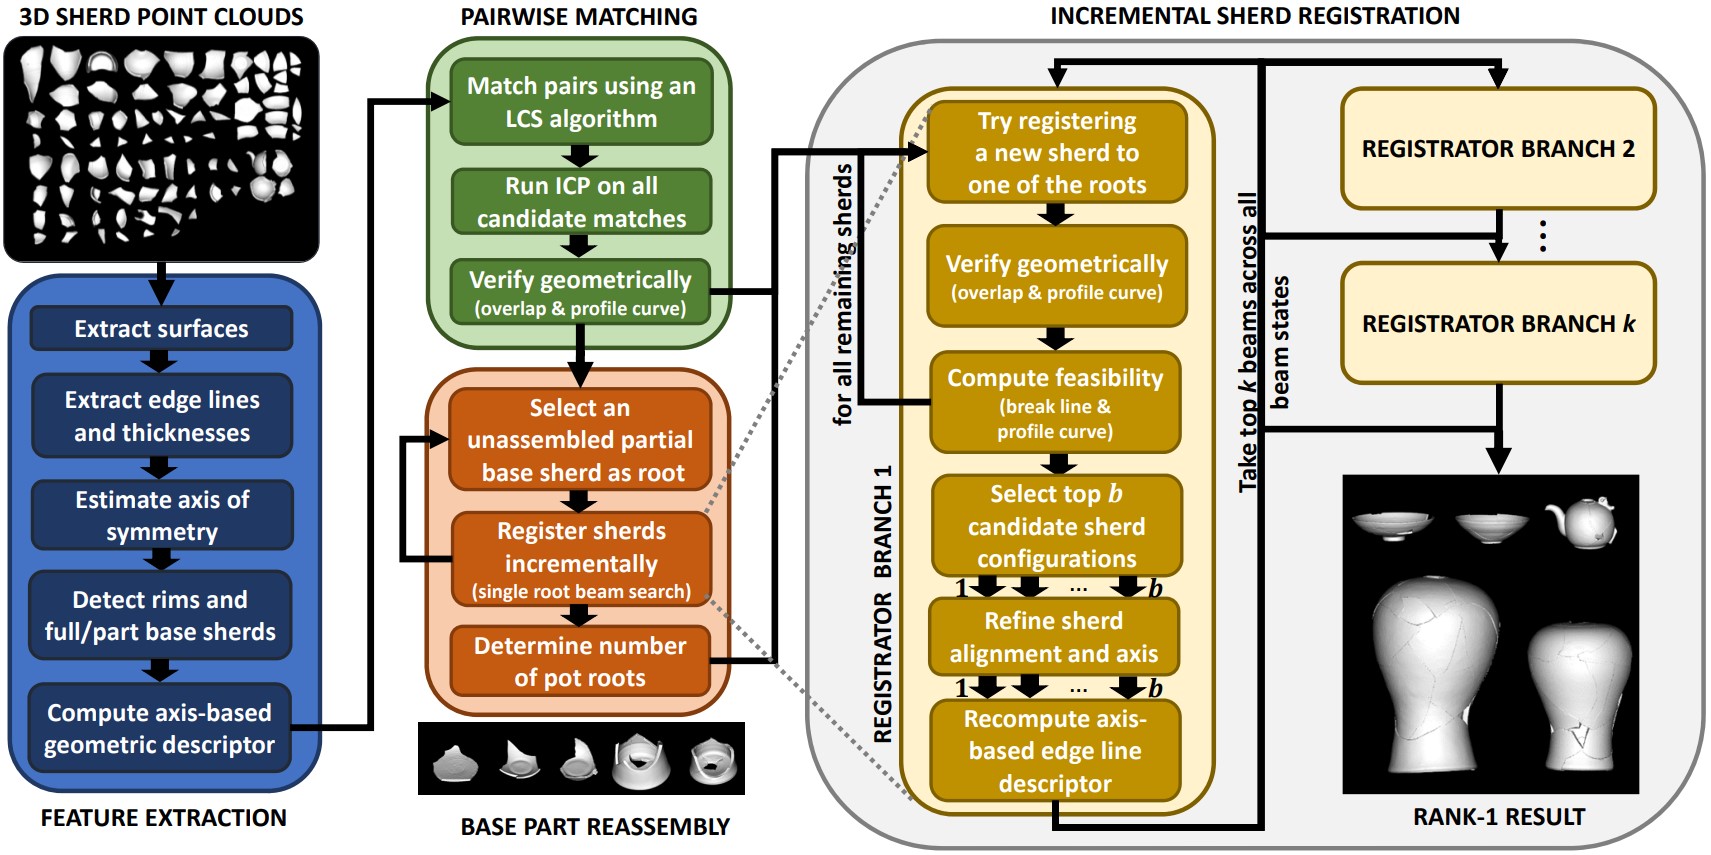 3D SHERD POINT CLOUDS
Extract surfaces
Extract edge lines
and thicknesses
Estimate axis of
symmetry
Detect rims and
full/part base sherds
Compute axis-based
geometric descriptor
FEATURE EXTRACTION
PAIRWISE MATCHING
Match pairs using an
LCS algorithm
Run ICP on all
candidate matches
Verify geometrically
(overlap & profile curve)
Select an
unassembled partial
base sherd as root
Register sherds
incrementally
(single root beam search)
Determine number
of pot roots
BASE PART REASSEMBLY
INCREMENTAL SHERD REGISTRATION
for all remaining sherds
REGISTRATOR BRANCH 1
Try registering
a new sherd to
one of the roots
Verify geometrically
(overlap & profile curve)
Compute feasibility
(break line &
profile curve)
Select top b
candidate sherd
configurations
1 ... b
Refine sherd
alignment and axis
1 ... b
Recompute axis-
based edge line
descriptor
Take top k beams across all
beam states
REGISTRATOR BRANCH 2
⋮
REGISTRATOR BRANCH k
RANK-1 RESULT